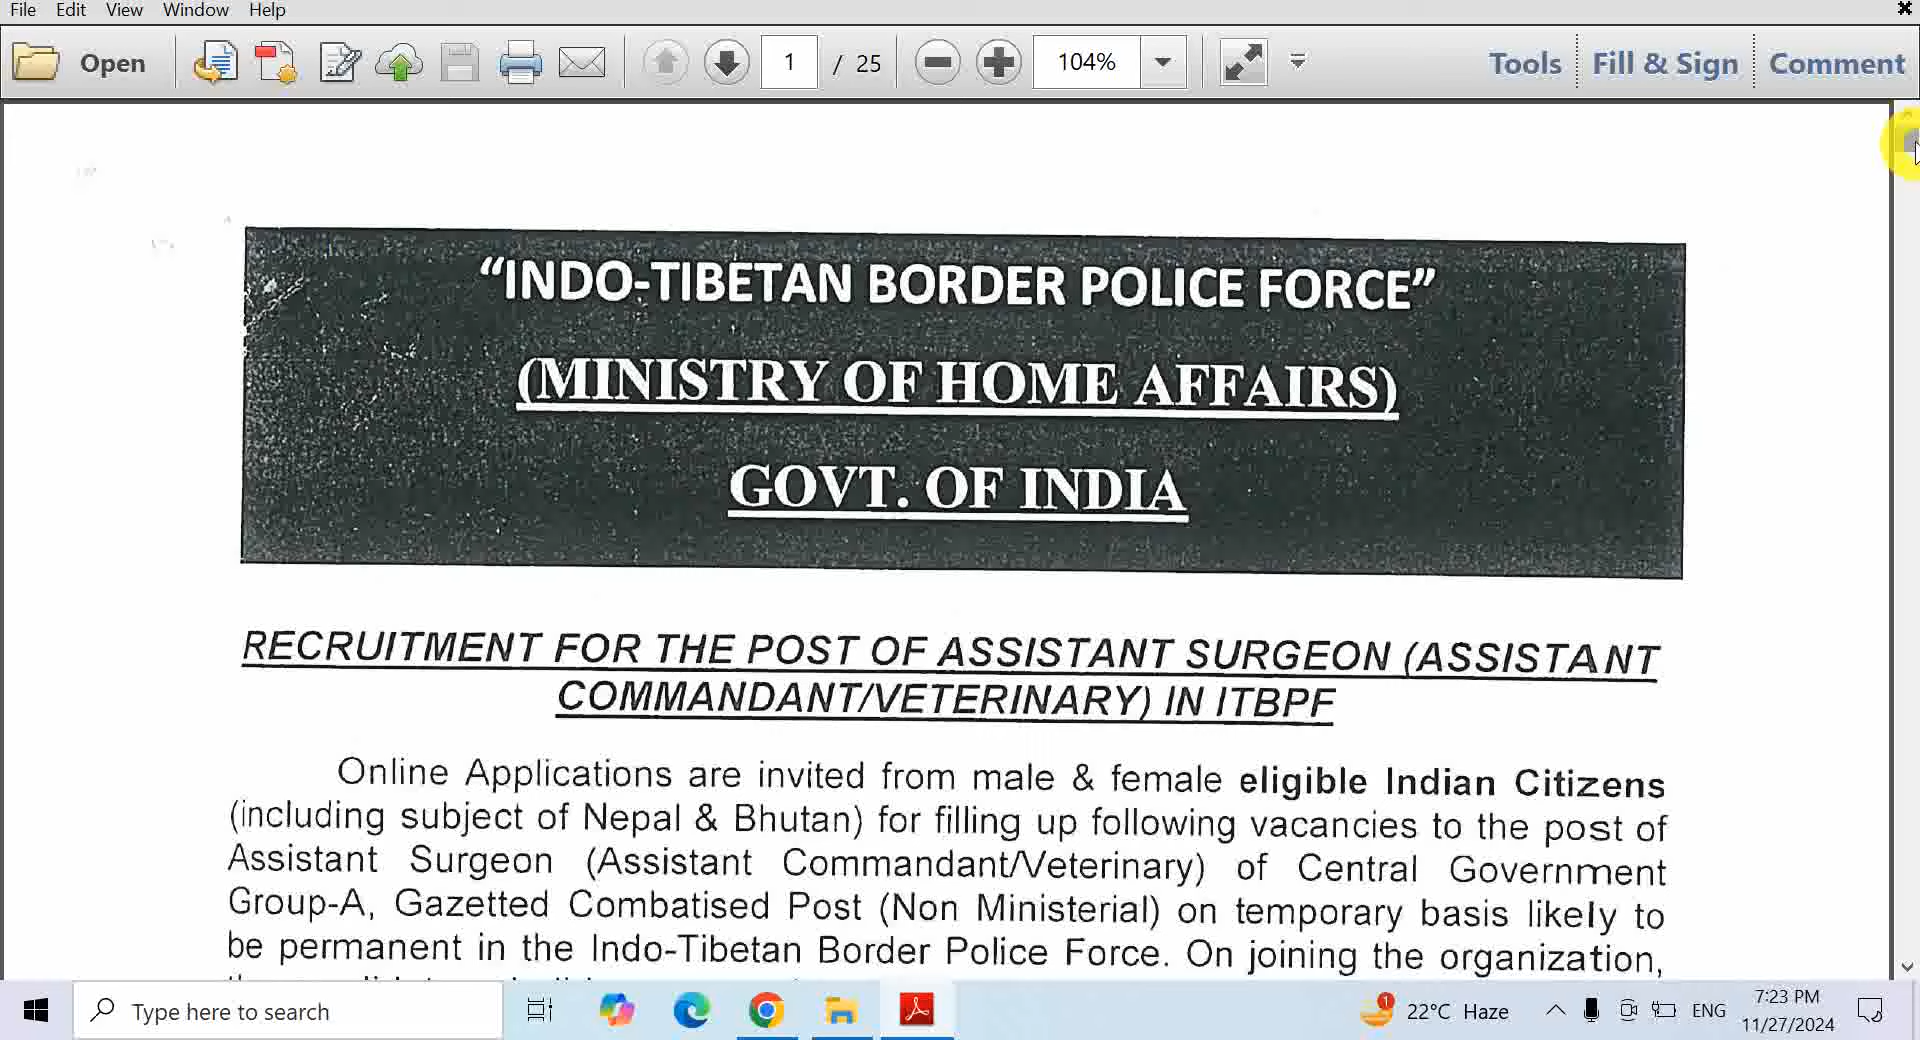 File Edit View Window Help
Open 1 / 25 104% Tools Fill & Sign Comment
“INDO-TIBETAN BORDER POLICE FORCE”
(MINISTRY OF HOME AFFAIRS)
GOVT. OF INDIA
RECRUITMENT FOR THE POST OF ASSISTANT SURGEON (ASSISTANT
COMMANDANT/VETERINARY) IN ITBPF
Online Applications are invited from male & female eligible Indian Citizens
(including subject of Nepal & Bhutan) for filling up following vacancies to the post of
Assistant Surgeon (Assistant Commandant/Veterinary) of Central Government
Group-A, Gazetted Combatised Post (Non Ministerial) on temporary basis likely to
be permanent in the Indo-Tibetan Border Police Force. On joining the organization,
Type here to search
1
22°C Haze
ENG
7:23 PM
11/27/2024